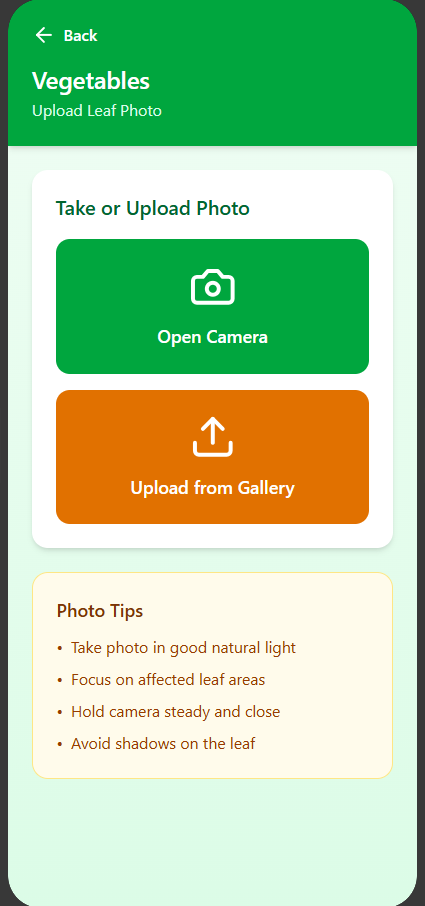 Back
Vegetables
Upload Leaf Photo
Take or Upload Photo
Open Camera
Upload from Gallery
Photo Tips
• Take photo in good natural light
• Focus on affected leaf areas
• Hold camera steady and close
• Avoid shadows on the leaf